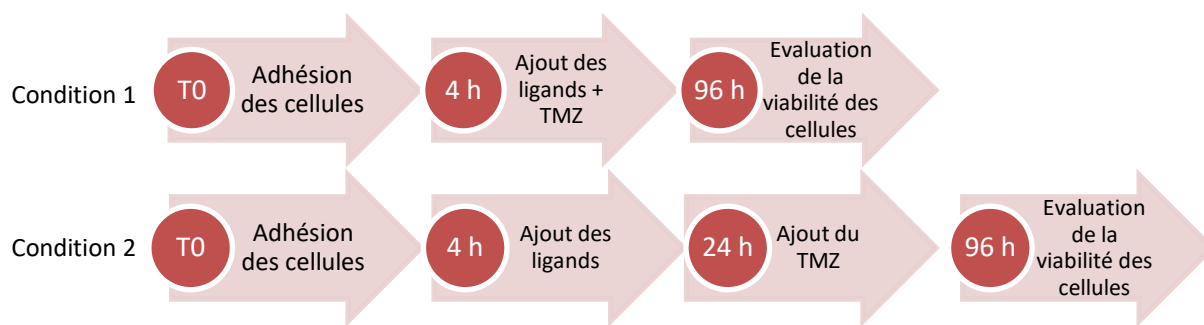 Condition 1
T0
Adhésion
des cellules
4 h
Ajout des
ligands +
TMZ
96 h
Evaluation
de la
viabilité des
cellules
Condition 2
T0
Adhésion
des cellules
4 h
Ajout des
ligands
24 h
Ajout du
TMZ
96 h
Evaluation
de la
viabilité des
cellules